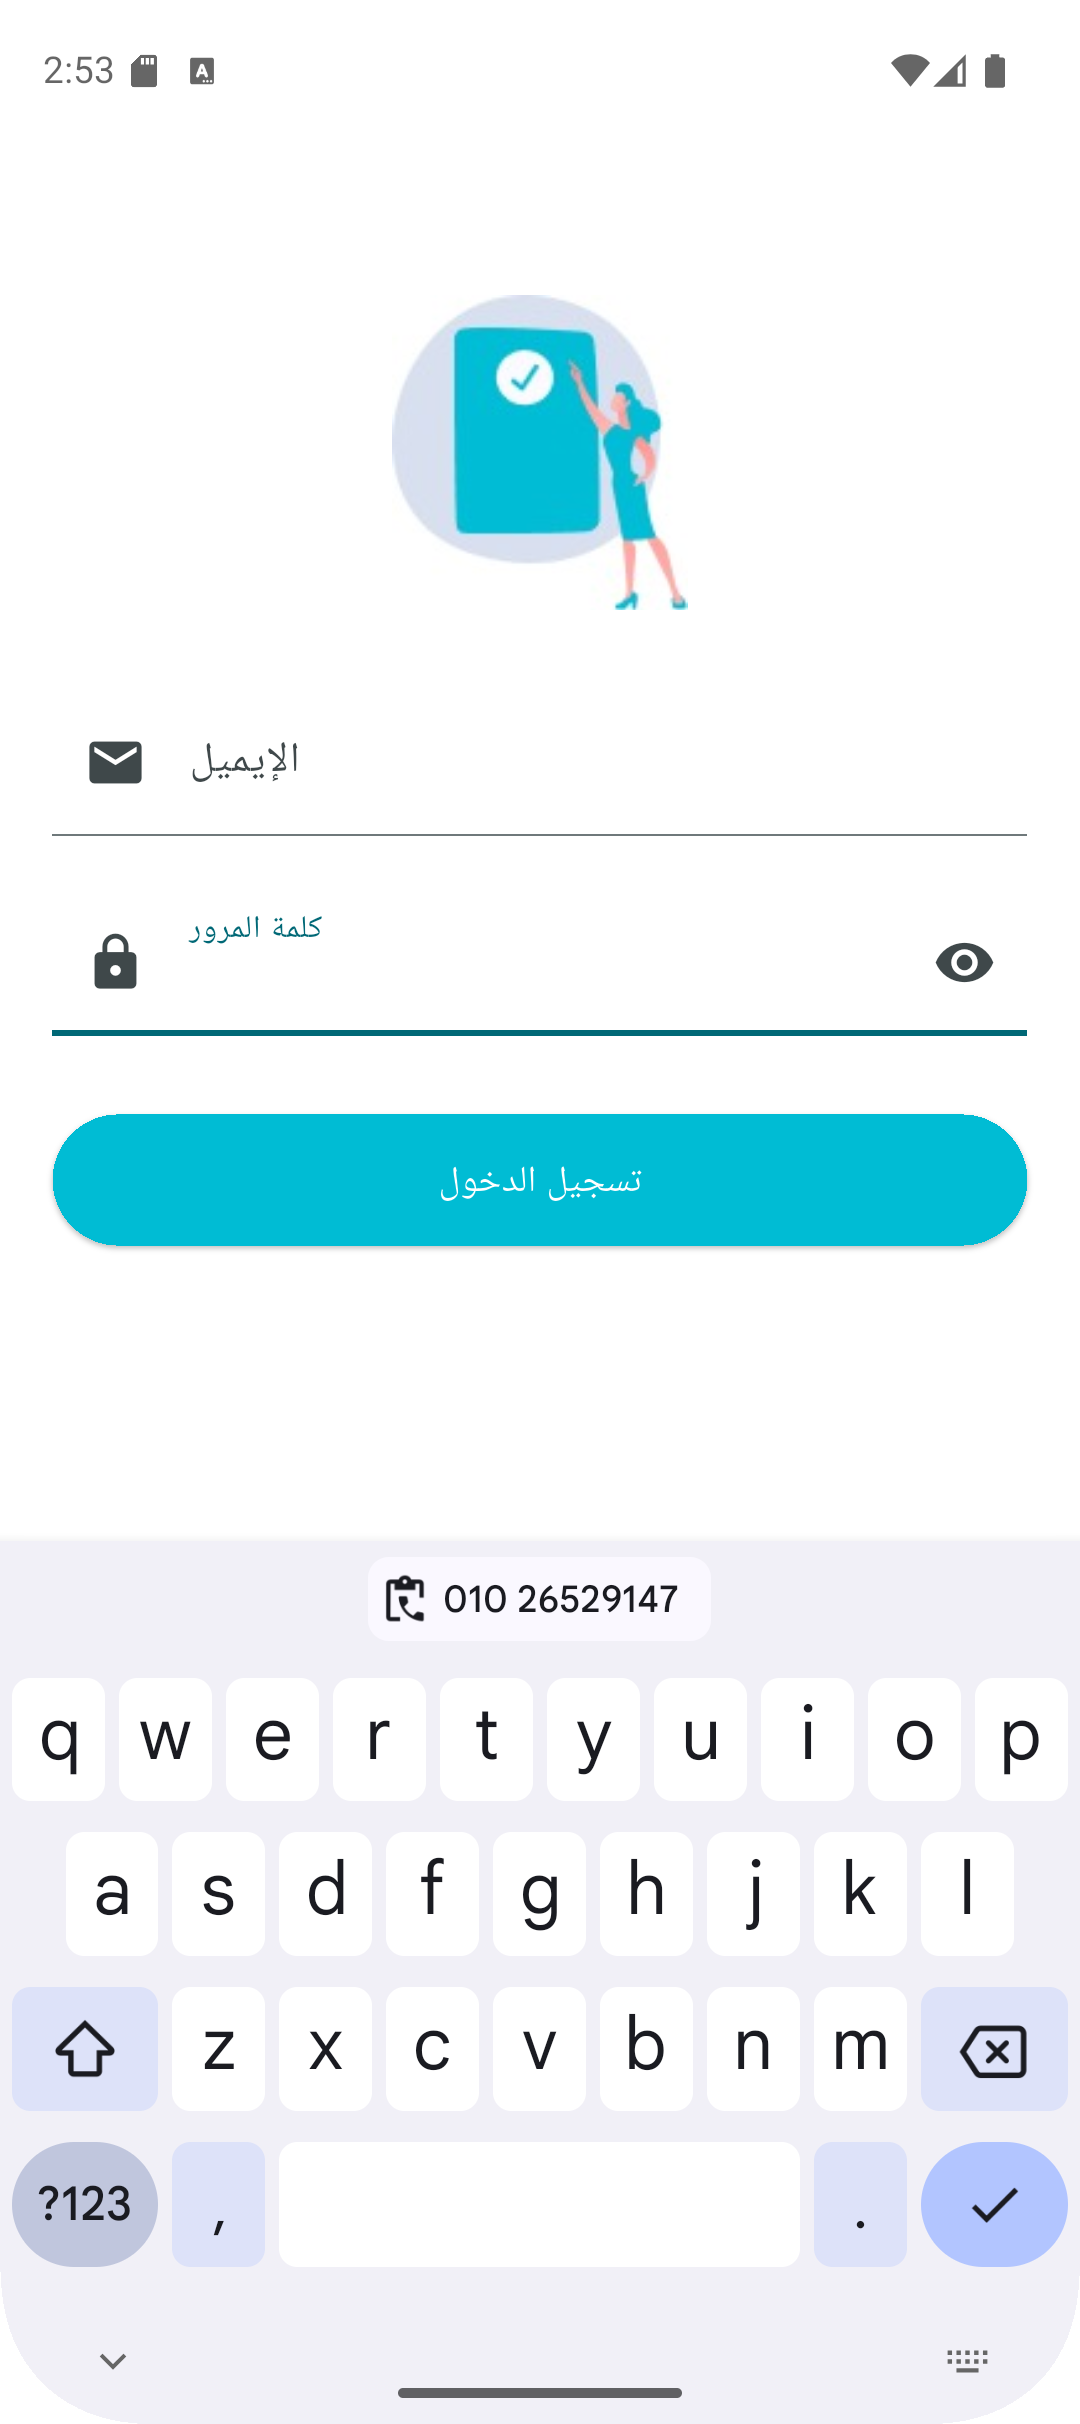 2:53
الإيميل
كلمة المرور
تسجيل الدخول
010 26529147
q w e r t y u i o p
a s d f g h j k l
z x c v b n m
?123 , .